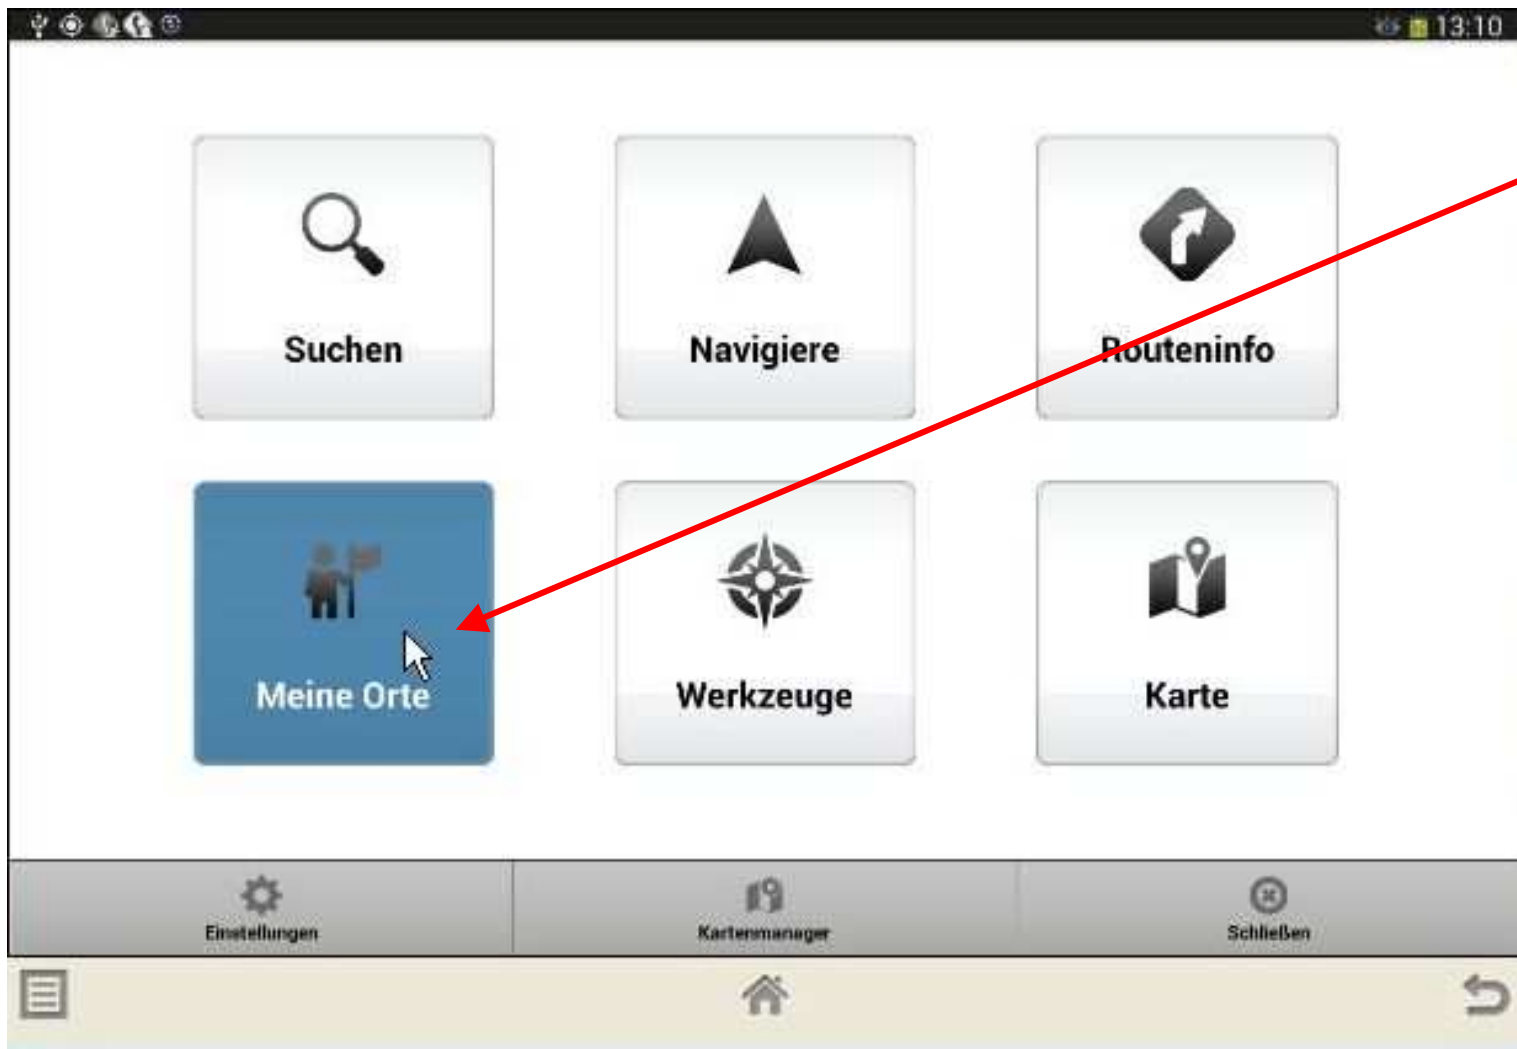 13:10
Suchen
Navigiere
Routeninfo
Meine Orte
Werkzeuge
Karte
Einstellungen
Kartenmanager
Schließen